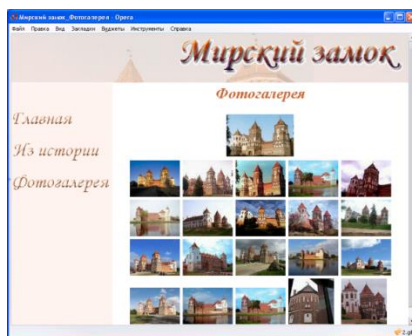 Мирский замок_Фотогалерея - Opera
Файл Правка Вид Закладки Виджеты Инструменты Справка
Мирский замок
Фотогалерея
Главная
Из истории
Фотогалерея